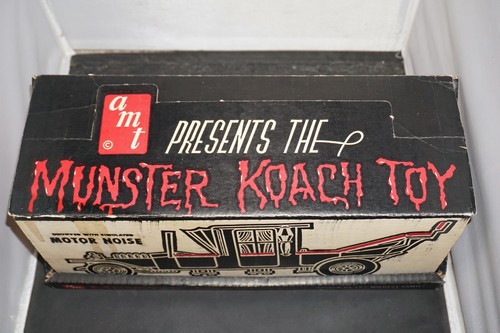 amt
©
PRESENTS THE
MUNSTER KOACH TOY
MOTOR NOISE